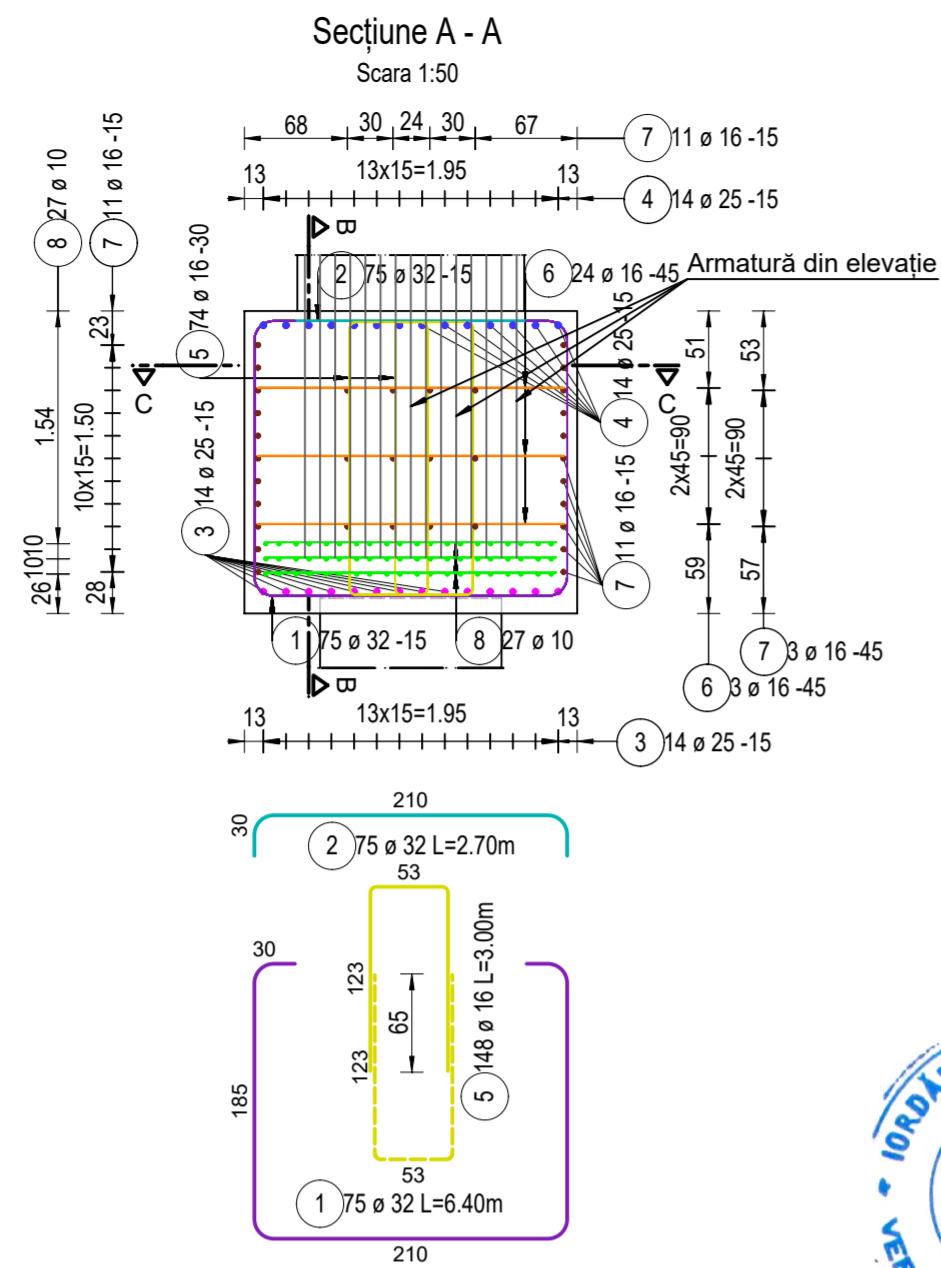 Secțiune A - A
Scara 1:50
68 30 24 30 67
7 11 ø 16 -15
13 13x15=1.95 13
4 14 ø 25 -15
8 27 ø 10
7 11 ø 16 -15
B
2 75 ø 32 -15
6 24 ø 16 -45
Armatură din elevație
5 74 ø 16 -30
23
1.54
10x15=1.50
1010
26
28
C
C
3 14 ø 25 -15
4 14 ø 25 -15
7 11 ø 16 -15
51
2x45=90
59
53
2x45=90
57
1 75 ø 32 -15
8 27 ø 10
7 3 ø 16 -45
6 3 ø 16 -45
B
13 13x15=1.95 13
3 14 ø 25 -15
210
30
2 75 ø 32 L=2.70m
53
30
123
65
123
5 148 ø 16 L=3.00m
185
53
1 75 ø 32 L=6.40m
210